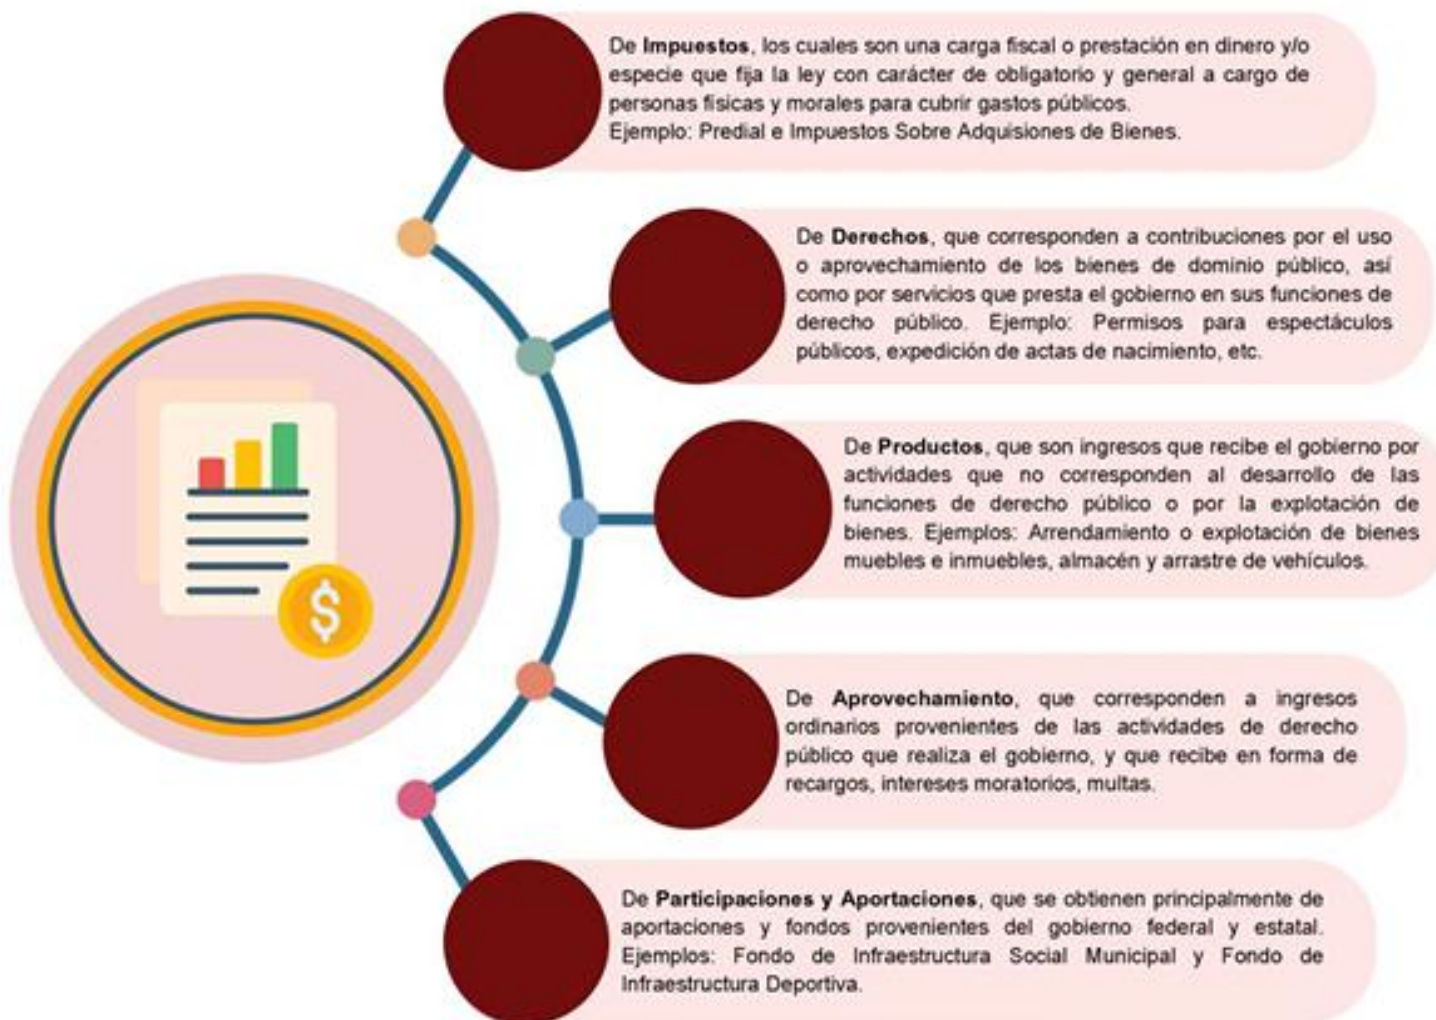 De Impuestos, los cuales son una carga fiscal o prestación en dinero y/o
especie que fija la ley con carácter de obligatorio y general a cargo de
personas físicas y morales para cubrir gastos públicos.
Ejemplo: Predial e Impuestos Sobre Adquisiones de Bienes.
De Derechos, que corresponden a contribuciones por el uso
o aprovechamiento de los bienes de dominio público, así
como por servicios que presta el gobierno en sus funciones de
derecho público. Ejemplo: Permisos para espectáculos
públicos, expedición de actas de nacimiento, etc.
De Productos, que son ingresos que recibe el gobierno por
actividades que no corresponden al desarrollo de las
funciones de derecho público o por la explotación de
bienes. Ejemplos: Arrendamiento o explotación de bienes
muebles e inmuebles, almacén y arrastre de vehículos.
$
De Aprovechamiento, que corresponden a ingresos
ordinarios provenientes de las actividades de derecho
público que realiza el gobierno, y que recibe en forma de
recargos, intereses moratorios, multas.
De Participaciones y Aportaciones, que se obtienen principalmente de
aportaciones y fondos provenientes del gobierno federal y estatal.
Ejemplos: Fondo de Infraestructura Social Municipal y Fondo de
Infraestructura Deportiva.